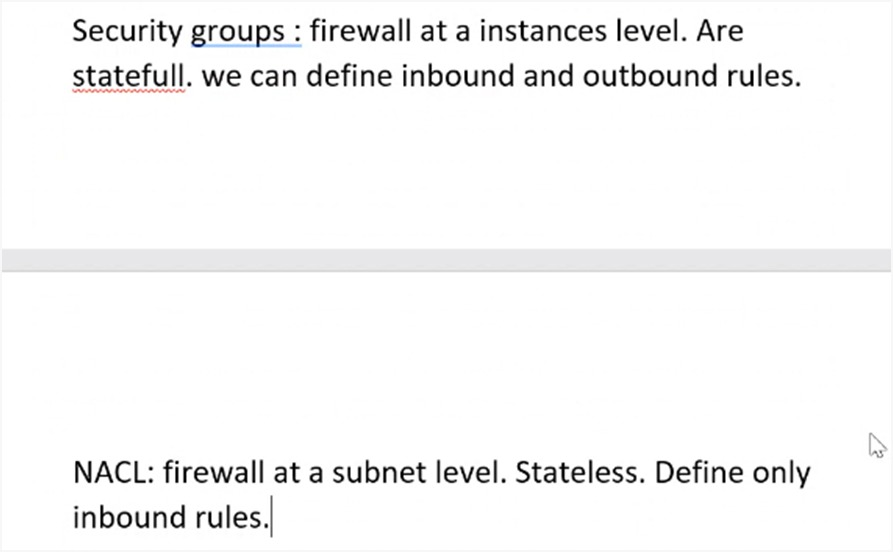 Security groups : firewall at a instances level. Are
statefull. we can define inbound and outbound rules.
NACL: firewall at a subnet level. Stateless. Define only
inbound rules.